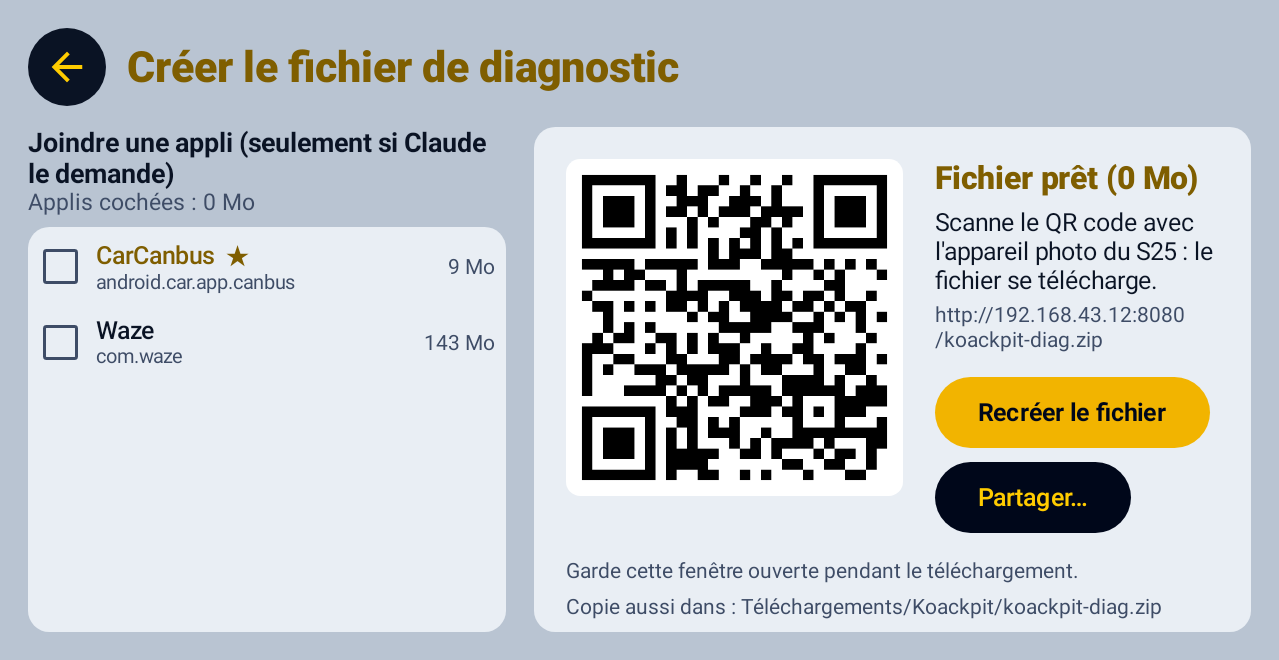 Créer le fichier de diagnostic
Joindre une appli (seulement si Claude
le demande)
Applis cochées : 0 Mo
CarCanbus ★
android.car.app.canbus
9 Mo
Waze
com.waze
143 Mo
Fichier prêt (0 Mo)
Scanne le QR code avec
l'appareil photo du S25 : le
fichier se télécharge.
http://192.168.43.12:8080
/koackpit-diag.zip
Recréer le fichier
Partager…
Garde cette fenêtre ouverte pendant le téléchargement.
Copie aussi dans : Téléchargements/Koackpit/koackpit-diag.zip